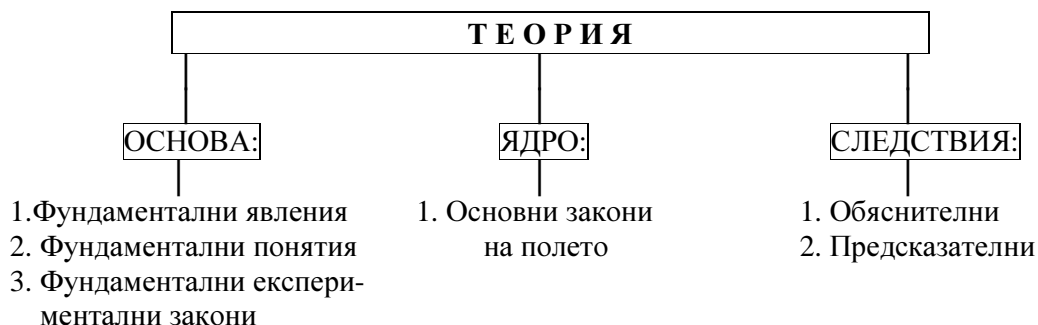 Т Е О Р И Я
ОСНОВА:
1.Фундаментални явления
2. Фундаментални понятия
3. Фундаментални експери-
ментални закони
ЯДРО:
1. Основни закони
на полето
СЛЕДСТВИЯ:
1. Обяснителни
2. Предсказателни